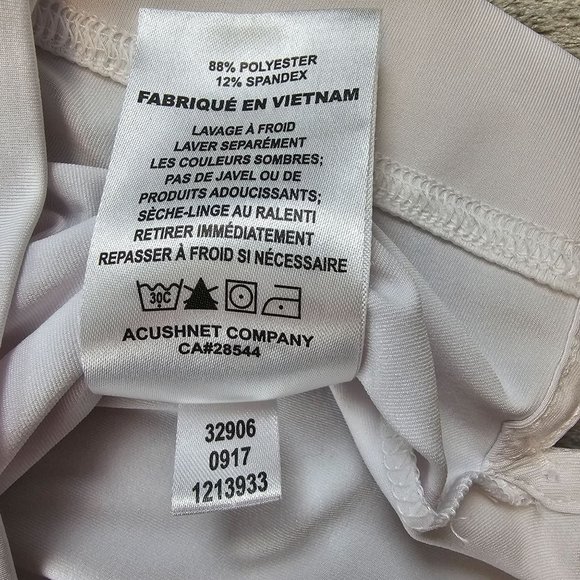 88% POLYESTER
12% SPANDEX
FABRIQUÉ EN VIETNAM
LAVAGE À FROID
LAVER SEPARÉMENT
LES COULEURS SOMBRES;
PAS DE JAVEL OU DE
PRODUITS ADOUCISSANTS;
SÈCHE-LINGE AU RALENTI
RETIRER IMMÉDIATEMENT
REPASSER À FROID SI NÉCESSAIRE
30C
ACUSHNET COMPANY
CA#28544
32906
0917
1213933